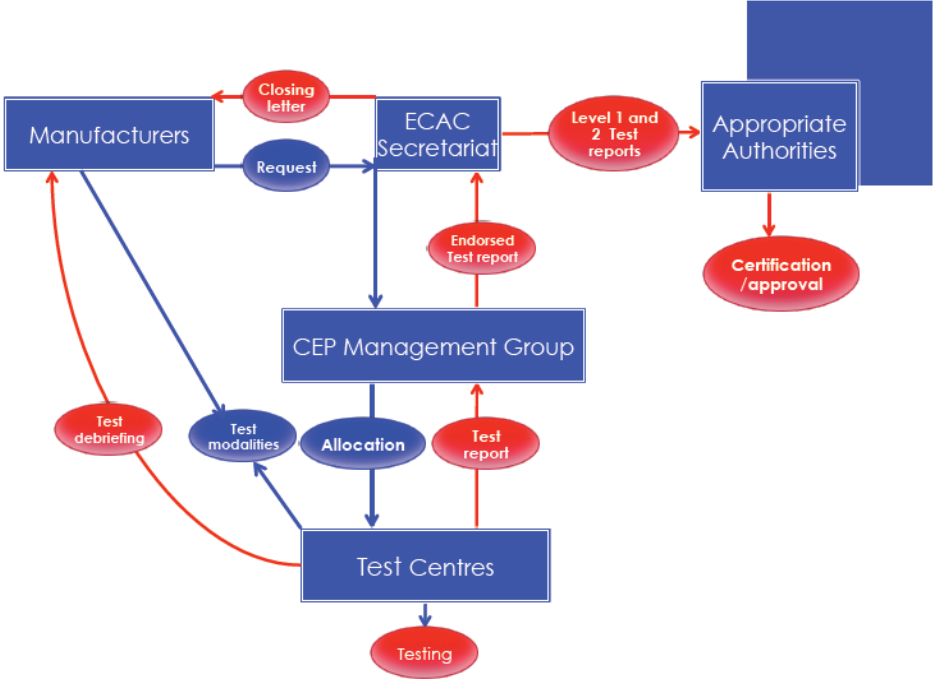 Closing
letter
Manufacturers
ECAC
Secretariat
Level 1 and
2 Test
reports
Appropriate
Authorities
Request
Endorsed
Test report
Certification
/approval
CEP Management Group
Test
debriefing
Test
modalities
Allocation
Test
report
Test Centres
Testing